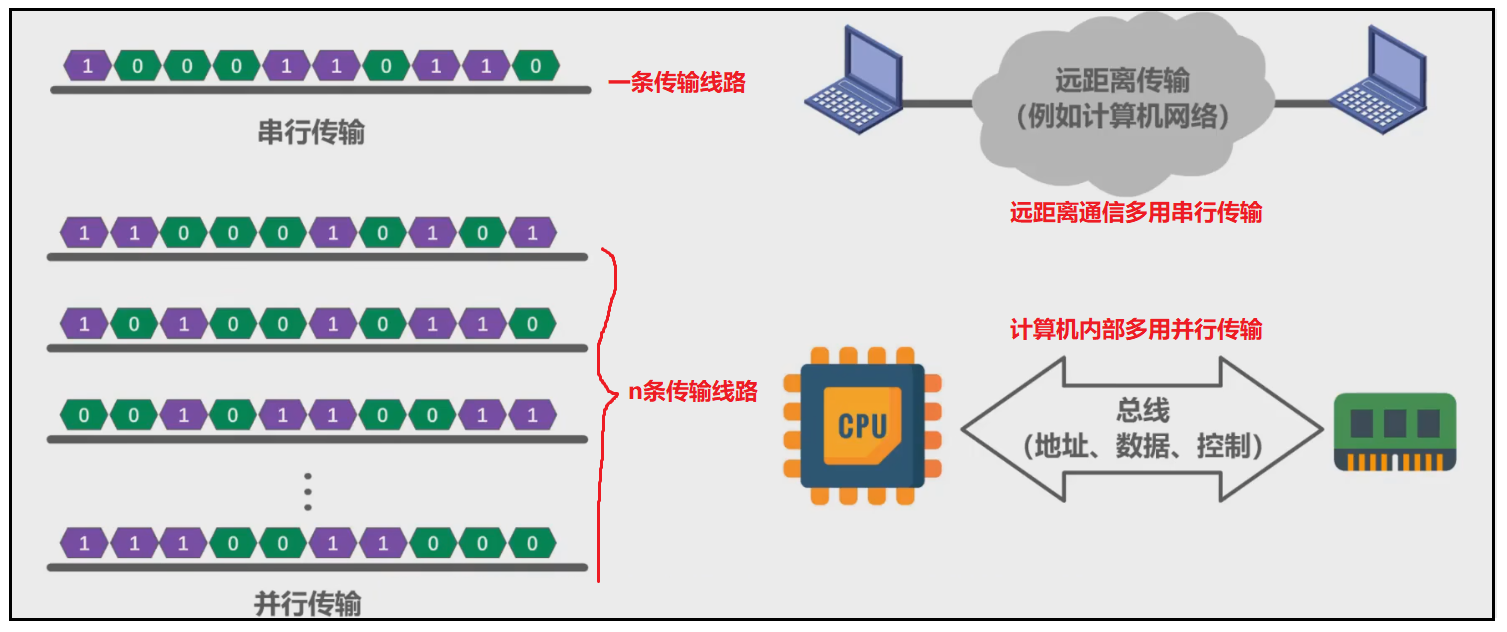 1 0 0 0 1 1 0 1 1 0
一条传输线路
串行传输
远距离传输
（例如计算机网络）
远距离通信多用串行传输
1 1 0 0 0 1 0 1 0 1
1 0 1 0 0 1 0 1 1 0
0 0 1 0 1 1 0 0 1 1
1 1 1 0 0 1 1 0 0 0
n条传输线路
并行传输
计算机内部多用并行传输
CPU
总线
（地址、数据、控制）